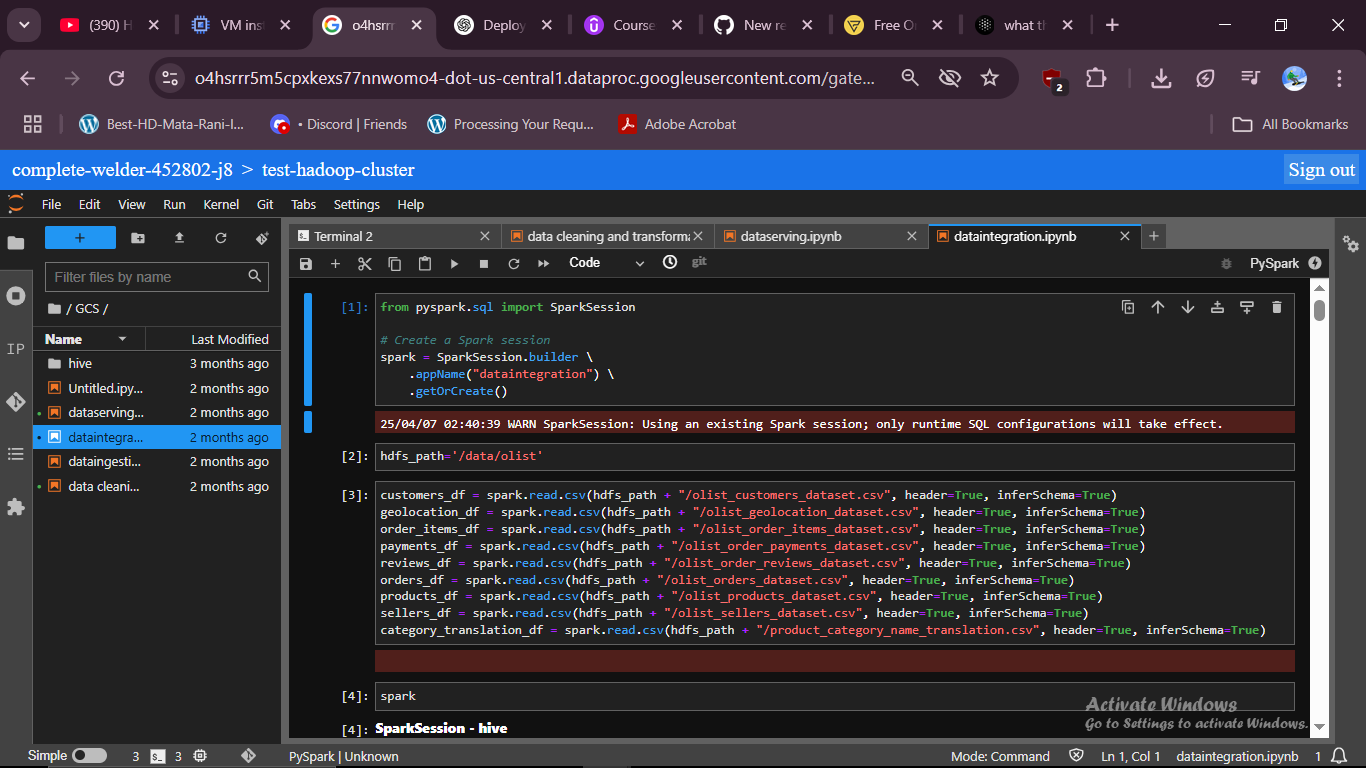 (390) H
VM ins
o4hsrrr
Deploy
Course
New re
Free O
what th
o4hsrrr5m5cpxkexs77nnwomo4-dot-us-central1.dataproc.googleusercontent.com/gate...
2
Best-HD-Mata-Rani-I...
• Discord | Friends
Processing Your Requ...
Adobe Acrobat
All Bookmarks
complete-welder-452802-j8 > test-hadoop-cluster
Sign out
File Edit View Run Kernel Git Tabs Settings Help
Terminal 2
data cleaning and transforma
dataserving.ipynb
dataintegration.ipynb
Code
git
PySpark
Filter files by name
/ GCS /
Name
Last Modified
hive 3 months ago
Untitled.ipy... 2 months ago
dataserving... 2 months ago
dataintegra... 2 months ago
dataingesti... 2 months ago
data cleani... 2 months ago
IP
[1]: from pyspark.sql import SparkSession
# Create a Spark session
spark = SparkSession.builder \
.appName("dataintegration") \
.getOrCreate()
25/04/07 02:40:39 WARN SparkSession: Using an existing Spark session; only runtime SQL configurations will take effect.
[2]: hdfs_path='/data/olist'
[3]: customers_df = spark.read.csv(hdfs_path + "/olist_customers_dataset.csv", header=True, inferSchema=True)
geolocation_df = spark.read.csv(hdfs_path + "/olist_geolocation_dataset.csv", header=True, inferSchema=True)
order_items_df = spark.read.csv(hdfs_path + "/olist_order_items_dataset.csv", header=True, inferSchema=True)
payments_df = spark.read.csv(hdfs_path + "/olist_order_payments_dataset.csv", header=True, inferSchema=True)
reviews_df = spark.read.csv(hdfs_path + "/olist_order_reviews_dataset.csv", header=True, inferSchema=True)
orders_df = spark.read.csv(hdfs_path + "/olist_orders_dataset.csv", header=True, inferSchema=True)
products_df = spark.read.csv(hdfs_path + "/olist_products_dataset.csv", header=True, inferSchema=True)
sellers_df = spark.read.csv(hdfs_path + "/olist_sellers_dataset.csv", header=True, inferSchema=True)
category_translation_df = spark.read.csv(hdfs_path + "/product_category_name_translation.csv", header=True, inferSchema=True)
[4]: spark
[4]: SparkSession - hive
Activate Windows
Go to Settings to activate Windows.
Simple
3
3
PySpark | Unknown
Mode: Command
Ln 1, Col 1
dataintegration.ipynb
1